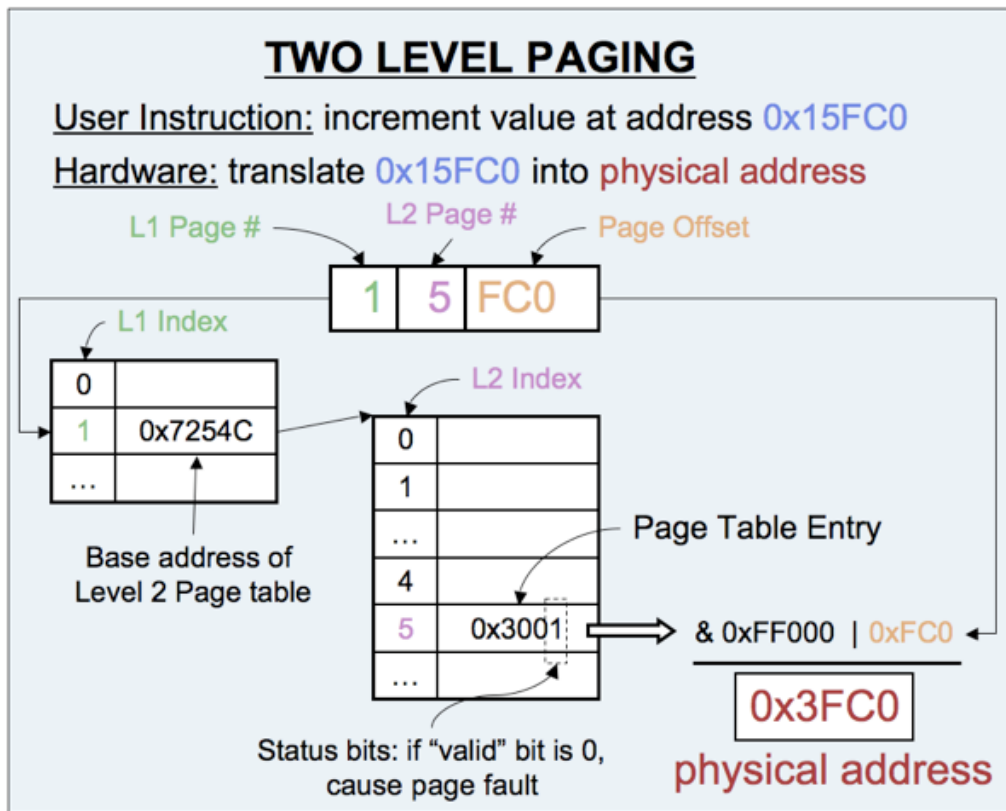 TWO LEVEL PAGING
User Instruction: increment value at address 0x15FC0
Hardware: translate 0x15FC0 into physical address
L1 Page #
L2 Page #
Page Offset
1 5 FC0
L1 Index
0
1 0x7254C
...
Base address of
Level 2 Page table
L2 Index
0
1
...
4
5 0x3001
...
Page Table Entry
& 0xFF000 | 0xFC0
0x3FC0
physical address
Status bits: if “valid” bit is 0,
cause page fault